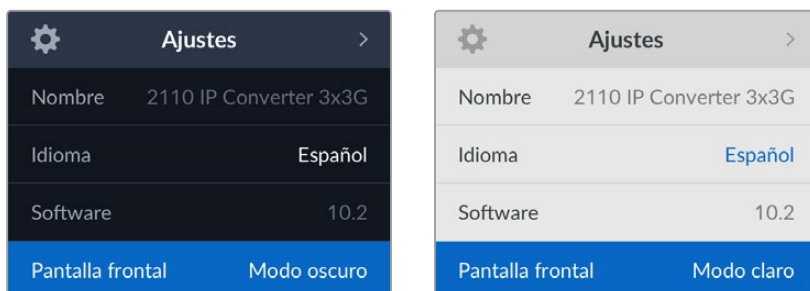 Ajustes
Nombre 2110 IP Converter 3x3G
Idioma Español
Software 10.2
Pantalla frontal Modo oscuro
Ajustes
Nombre 2110 IP Converter 3x3G
Idioma Español
Software 10.2
Pantalla frontal Modo claro